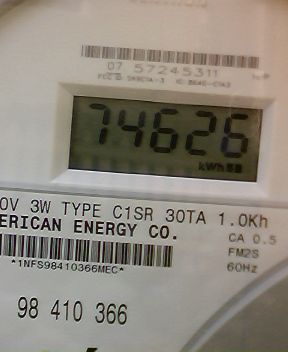 07 57245311
74626
kWh
0V 3W TYPE C1SR 30TA 1.0Kh
ERICAN ENERGY CO.
CA 0.5
FM2S
60Hz
*1NFS98410366MEC*
98 410 366